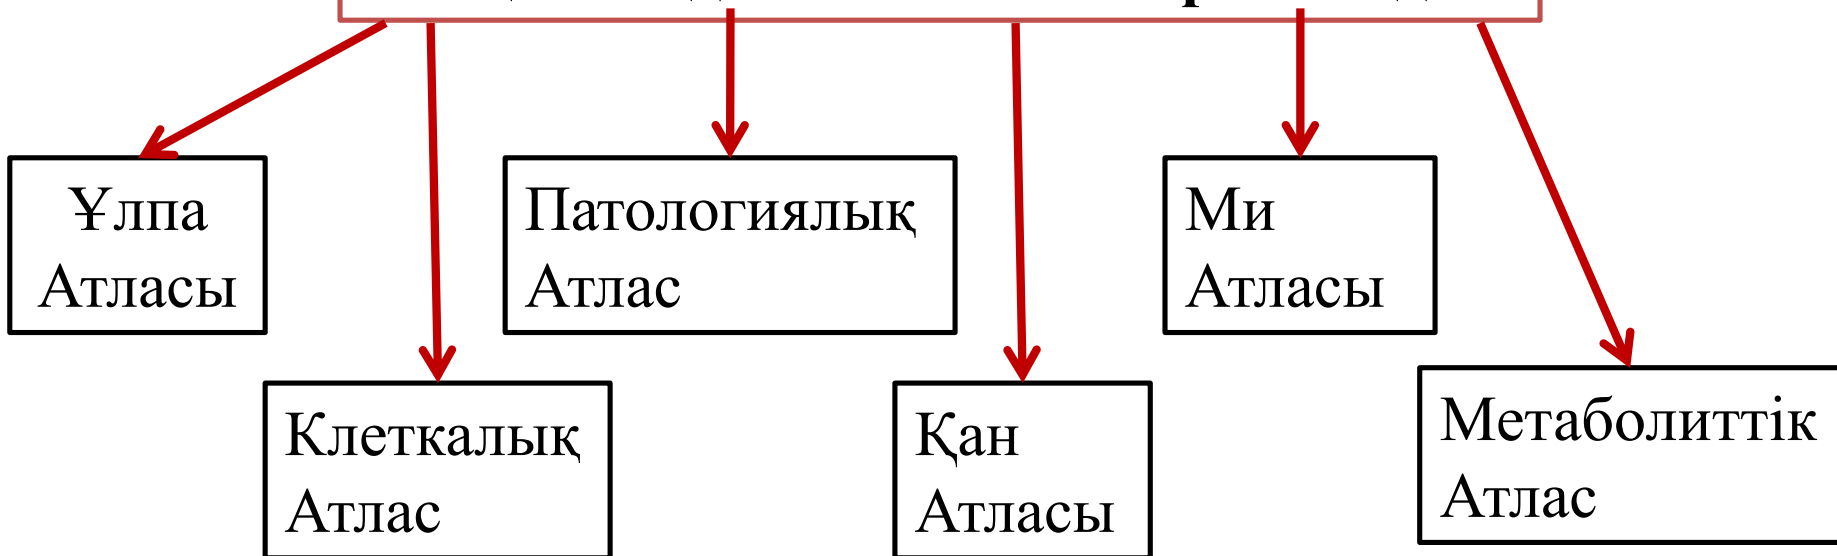 Ұлпа
Атласы
Патологиялық
Атлас
Ми
Атласы
Клеткалық
Атлас
Қан
Атласы
Метаболиттік
Атлас